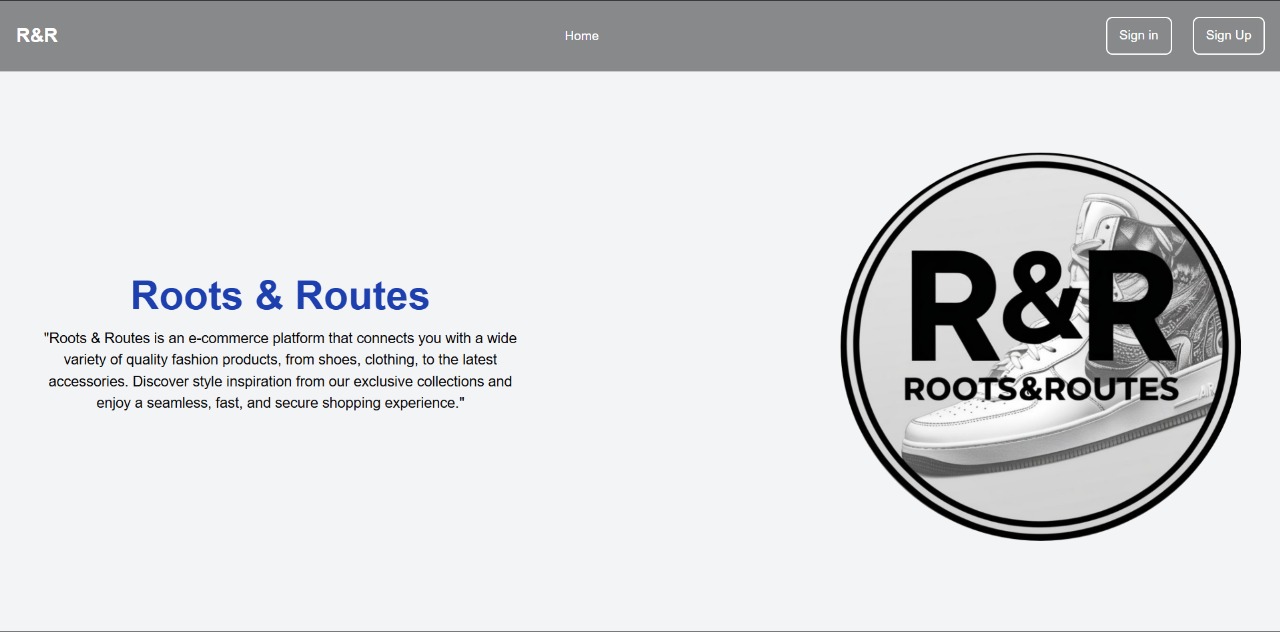 R&R
Home
Sign in
Sign Up
Roots & Routes
"Roots & Routes is an e-commerce platform that connects you with a wide
variety of quality fashion products, from shoes, clothing, to the latest
accessories. Discover style inspiration from our exclusive collections and
enjoy a seamless, fast, and secure shopping experience."
R&R
ROOTS&ROUTES